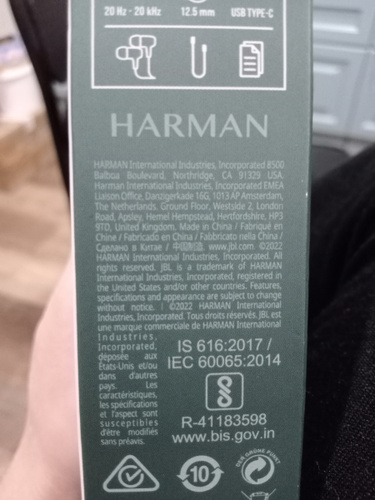 20 Hz - 20 kHz 12.5 mm USB TYPE-C
HARMAN
HARMAN International Industries, Incorporated 8500
Balboa Boulevard, Northridge, CA 91329 USA.
Harman International Industries, Incorporated EMEA
Liaison Office, Danzigerkade 16G, 1013 AP Amsterdam,
The Netherlands. Ground Floor, Westside 2, London
Road, Apsley, Hemel Hempstead, Hertfordshire, HP3
9TD, United Kingdom. Made in China / Fabriqué en
Chine / Fabricado en China / Fabbricato nella China /
Сделано в Китае / 中国制造. www.jbl.com. ©2022
HARMAN International Industries, Incorporated. All
rights reserved. JBL is a trademark of HARMAN
International Industries, Incorporated, registered in
the United States and/or other countries. Features,
specifications and appearance are subject to change
without notice. | ©2022 HARMAN International
Industries, Incorporated. Tous droits réservés. JBL est
une marque commerciale de HARMAN International
Industries,
Incorporated,
déposée aux
États-Unis et/ou
dans d'autres
pays. Les
caractéristiques,
les spécifications
et l'aspect sont
susceptibles
d'être modifiés
sans préavis.
IS 616:2017 /
IEC 60065:2014
R-41183598
www.bis.gov.in
10
DER GRÜNE PUNKT